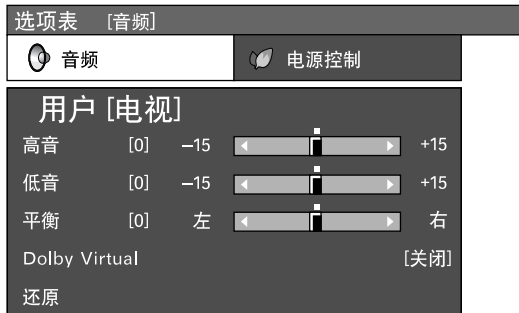 选项表 [音频]
音频 电源控制
用户 [电视]
高音 [0] −15 +15
低音 [0] −15 +15
平衡 [0] 左 右
Dolby Virtual [关闭]
还原